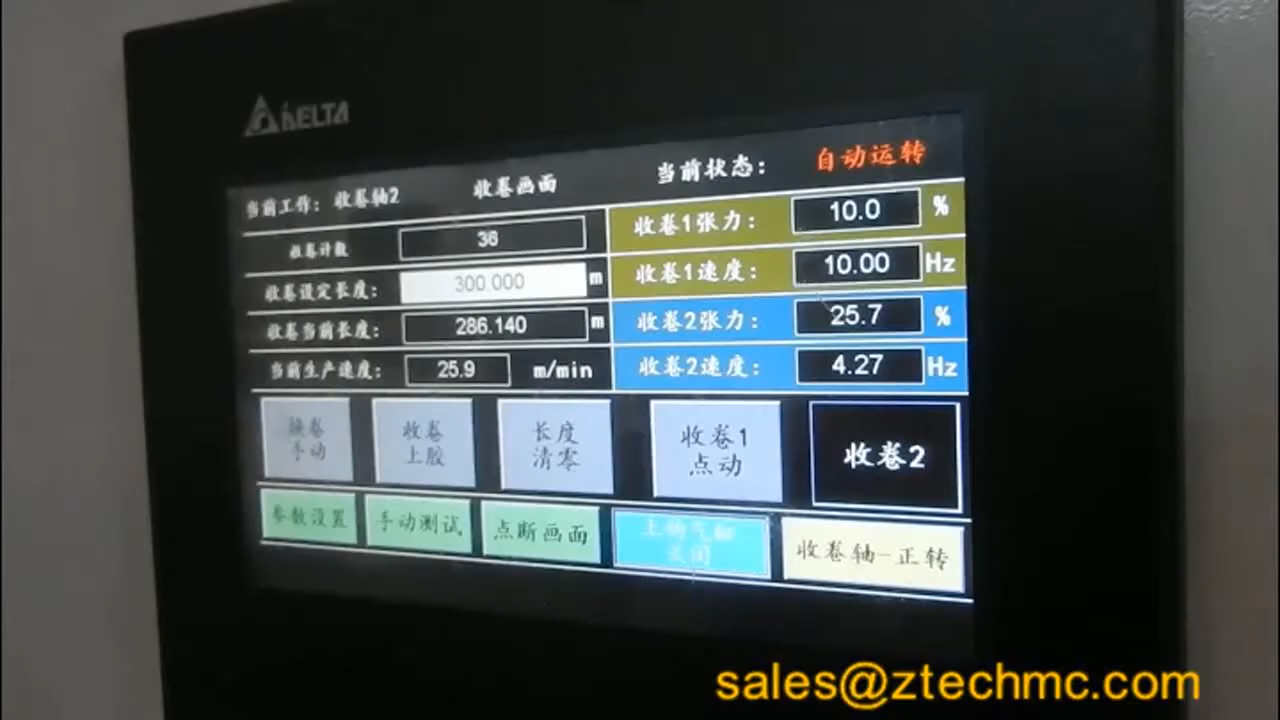 DELTA
当前工作: 收卷轴2 收卷画面 当前状态: 自动运转
收卷计数 36
收卷设定长度: 300.000 m
收卷当前长度: 286.140 m
当前生产速度: 25.9 m/min
收卷1张力: 10.0 %
收卷1速度: 10.00 Hz
收卷2张力: 25.7 %
收卷2速度: 4.27 Hz
换卷
手动
收卷
上胶
长度
清零
收卷1
点动
收卷2
参数设置
手动测试
点断画面
收卷轴-正转
sales@ztechmc.com